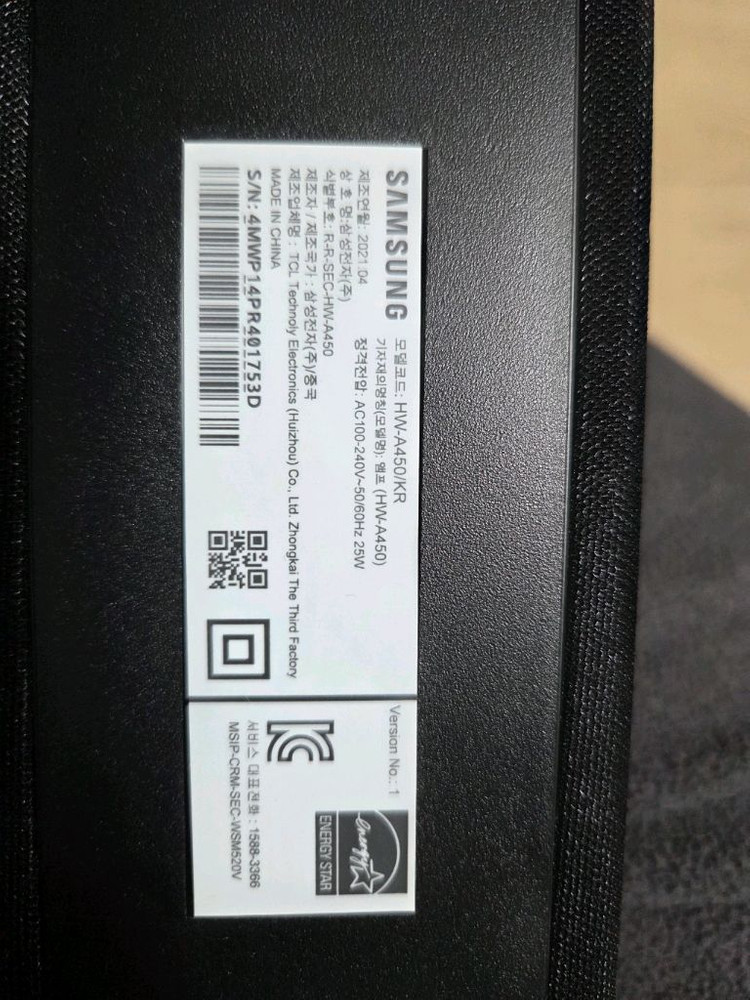 SAMSUNG
모델코드: HW-A450/KR
기자재의명칭(모델명): 앰프 (HW-A450)
정격전압: AC100-240V~50/60Hz 25W
제조연월: 2021.04
상 호 명:삼성전자(주)
식별부호: R-R-SEC-HW-A450
제조자 / 제조국가 : 삼성전자(주)/중국
제조업체명 : TCL Technoly Electronics (Huizhou) Co., Ltd. Zhongkai The Third Factory
MADE IN CHINA
S/N: 4MWP14PR401753D
Version No.: 1
energy
ENERGY STAR
서비스 대표전화 : 1588-3366
MSIP-CRM-SEC-WSM520V